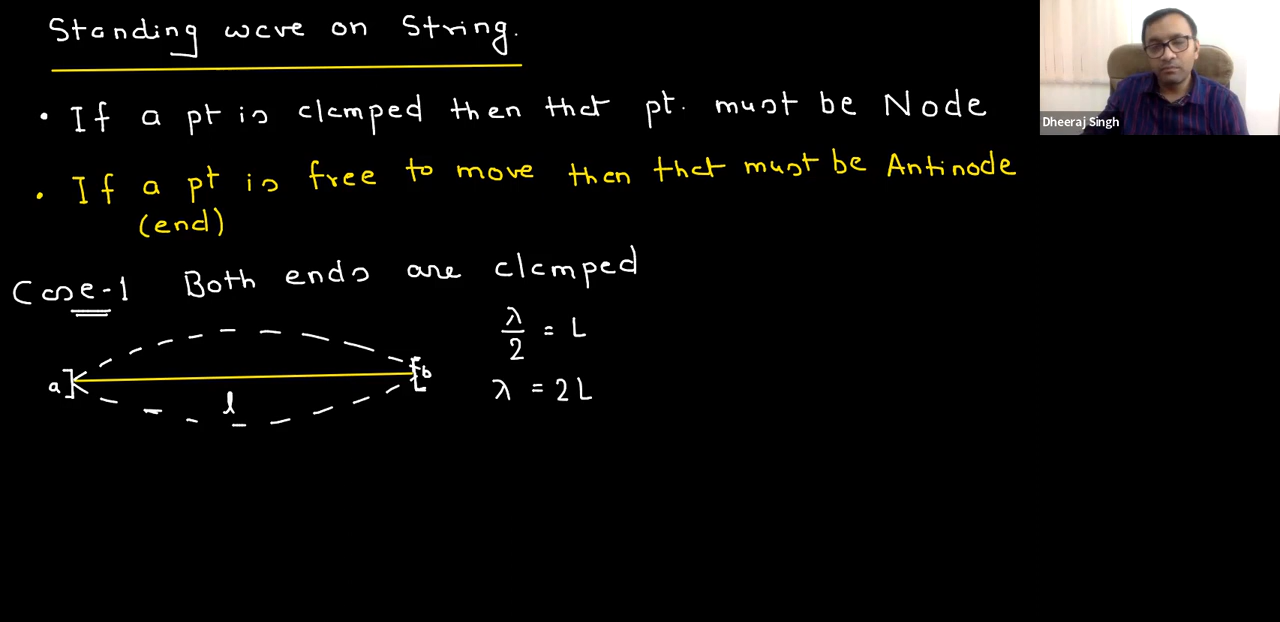 Standing wave on String.
• If a pt is clamped then that pt. must be Node
• If a pt is free to move then that must be Antinode
(end)
Case-1 Both ends are clamped
λ/2 = L
λ = 2L
a
b
l
Dheeraj Singh